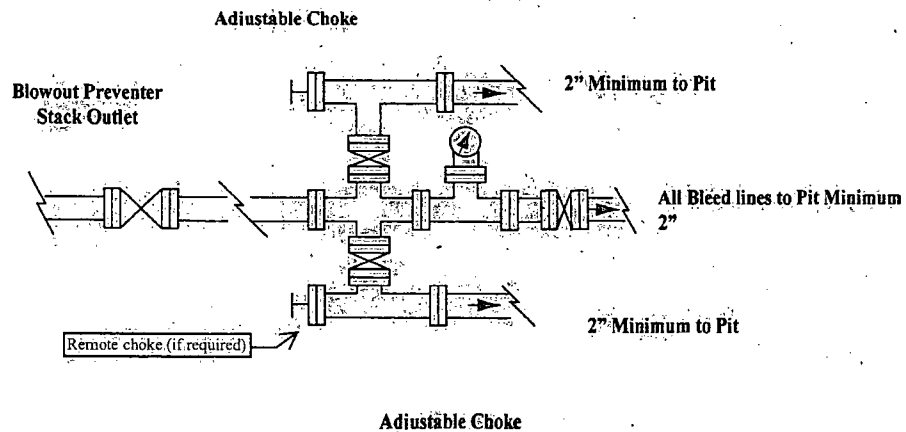 Adjustable Choke
2” Minimum to Pit
Blowout Preventer
Stack Outlet
All Bleed lines to Pit Minimum
2”
2” Minimum to Pit
Remote choke (if required)
Adjustable Choke